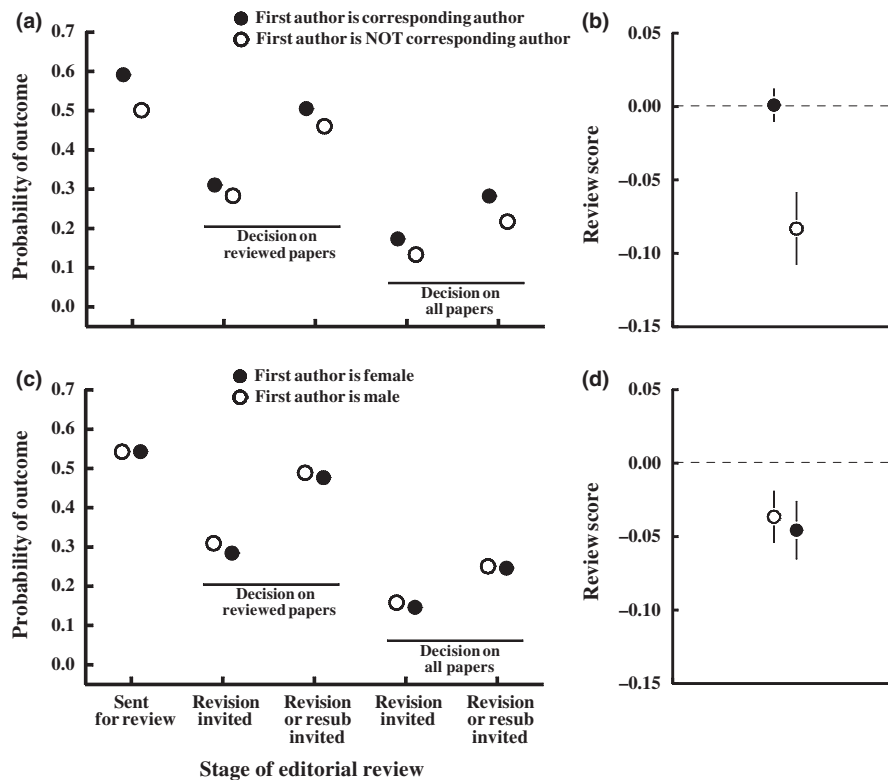 (a)
First author is corresponding author
First author is NOT corresponding author
Probability of outcome
0.7
0.6
0.5
0.4
0.3
0.2
0.1
0.0
Decision on
reviewed papers
Decision on
all papers
(b)
Review score
0.05
0.00
−0.05
−0.10
−0.15
(c)
First author is female
First author is male
Probability of outcome
0.7
0.6
0.5
0.4
0.3
0.2
0.1
0.0
Decision on
reviewed papers
Decision on
all papers
Sent
for review
Revision
invited
Revision
or resub
invited
Revision
invited
Revision
or resub
invited
Stage of editorial review
(d)
Review score
0.05
0.00
−0.05
−0.10
−0.15